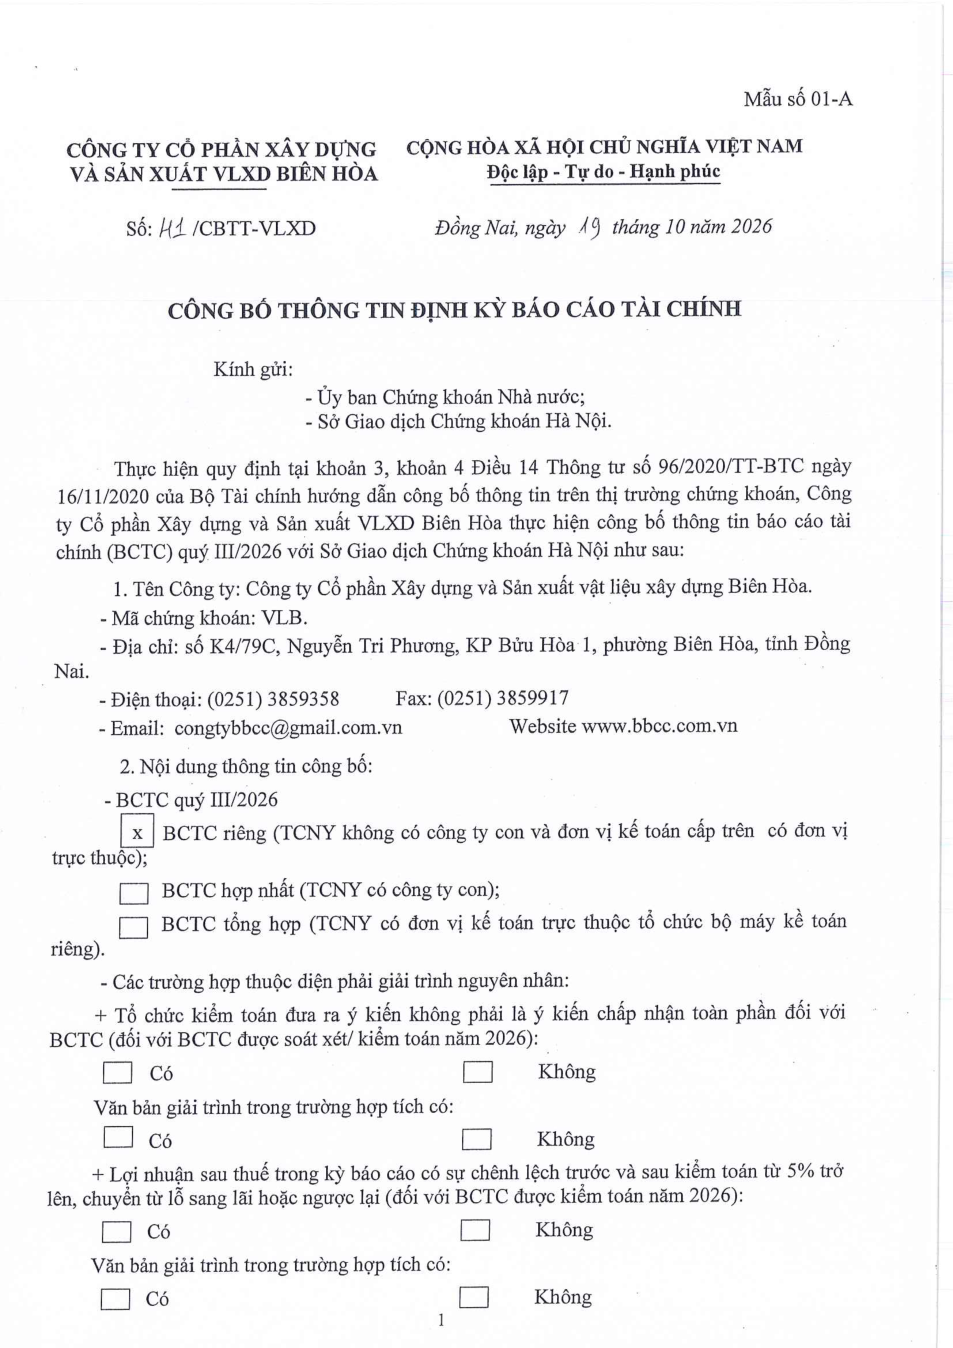 Mẫu số 01-A
CÔNG TY CỔ PHẦN XÂY DỰNG
VÀ SẢN XUẤT VLXD BIÊN HÒA
CỘNG HÒA XÃ HỘI CHỦ NGHĨA VIỆT NAM
Độc lập - Tự do - Hạnh phúc
Số: 41 /CBTT-VLXD
Đồng Nai, ngày 19 tháng 10 năm 2026
CÔNG BỐ THÔNG TIN ĐỊNH KỲ BÁO CÁO TÀI CHÍNH
Kính gửi:
- Ủy ban Chứng khoán Nhà nước;
- Sở Giao dịch Chứng khoán Hà Nội.
Thực hiện quy định tại khoản 3, khoản 4 Điều 14 Thông tư số 96/2020/TT-BTC ngày
16/11/2020 của Bộ Tài chính hướng dẫn công bố thông tin trên thị trường chứng khoán, Công
ty Cổ phần Xây dựng và Sản xuất VLXD Biên Hòa thực hiện công bố thông tin báo cáo tài
chính (BCTC) quý III/2026 với Sở Giao dịch Chứng khoán Hà Nội như sau:
1. Tên Công ty: Công ty Cổ phần Xây dựng và Sản xuất vật liệu xây dựng Biên Hòa.
- Mã chứng khoán: VLB.
- Địa chỉ: số K4/79C, Nguyễn Tri Phương, KP Bửu Hòa 1, phường Biên Hòa, tỉnh Đồng
Nai.
- Điện thoại: (0251) 3859358 Fax: (0251) 3859917
- Email: congtybbcc@gmail.com.vn Website www.bbcc.com.vn
2. Nội dung thông tin công bố:
- BCTC quý III/2026
x BCTC riêng (TCNY không có công ty con và đơn vị kế toán cấp trên có đơn vị
trực thuộc);
BCTC hợp nhất (TCNY có công ty con);
BCTC tổng hợp (TCNY có đơn vị kế toán trực thuộc tổ chức bộ máy kề toán
riêng).
- Các trường hợp thuộc diện phải giải trình nguyên nhân:
+ Tổ chức kiểm toán đưa ra ý kiến không phải là ý kiến chấp nhận toàn phần đối với
BCTC (đối với BCTC được soát xét/ kiểm toán năm 2026):
Có Không
Văn bản giải trình trong trường hợp tích có:
Có Không
+ Lợi nhuận sau thuế trong kỳ báo cáo có sự chênh lệch trước và sau kiểm toán từ 5% trở
lên, chuyển từ lỗ sang lãi hoặc ngược lại (đối với BCTC được kiểm toán năm 2026):
Có Không
Văn bản giải trình trong trường hợp tích có:
Có Không
1